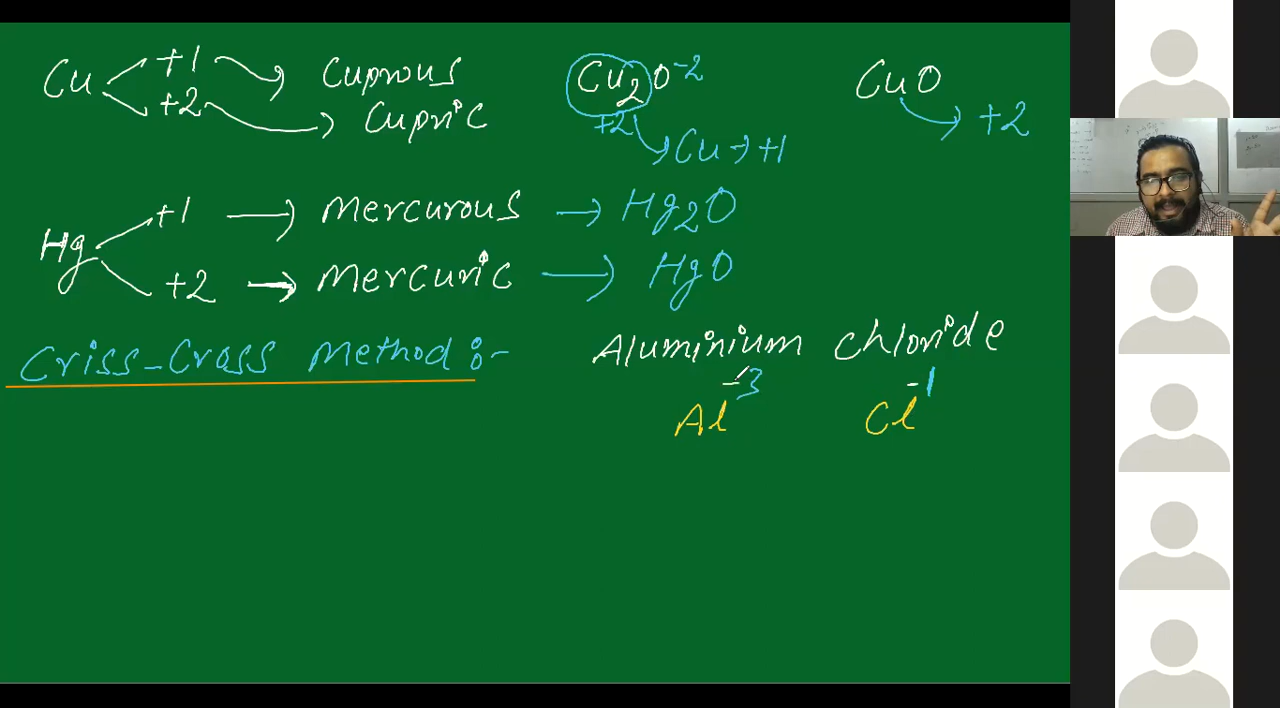 Cu +1 → Cuprous Cu2O-2 CuO
+2 → Cupric +2 → Cu → +1 → +2
Hg +1 → Mercurous → Hg2O
+2 → Mercuric → HgO
Criss-Cross Method :- Aluminium Chloride
Al-3 Cl-1